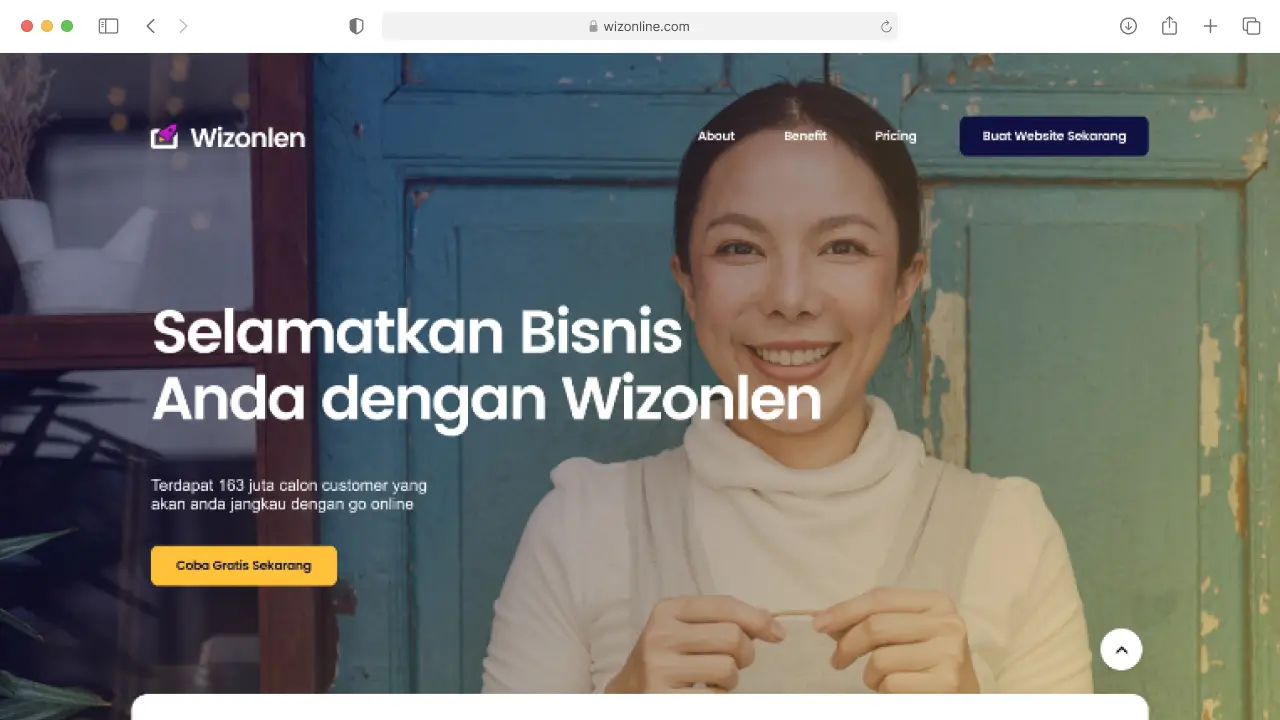 wizonline.com
Wizonlen
About Benefit Pricing Buat Website Sekarang
Selamatkan Bisnis
Anda dengan Wizonlen
Terdapat 163 juta calon customer yang
akan anda jangkau dengan go online
Coba Gratis Sekarang